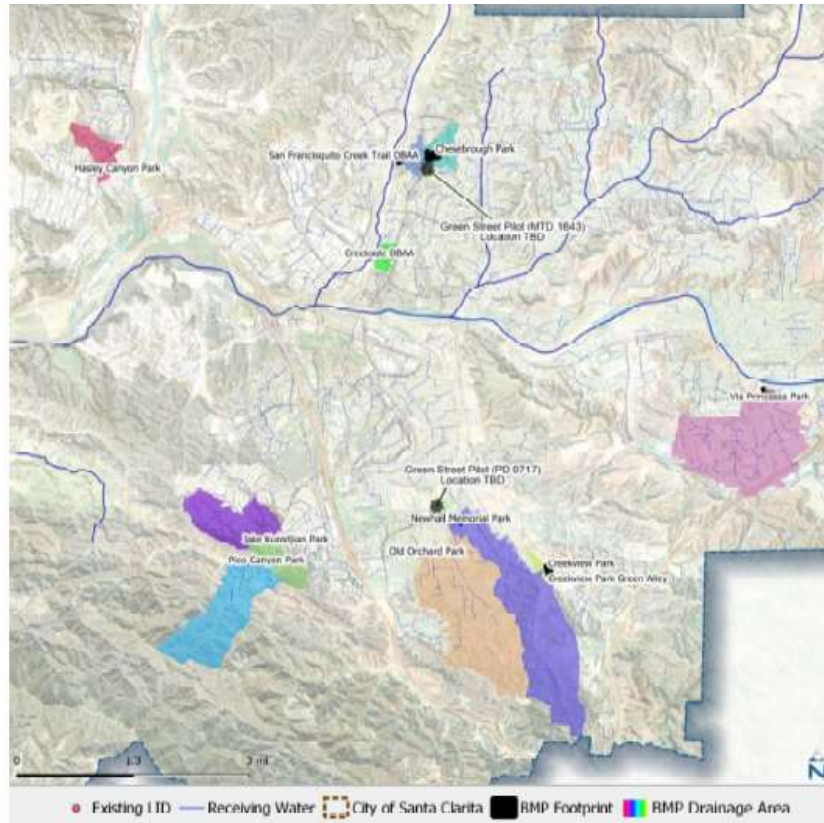 Chesebrough Park
San Francisquito Creek Trail OBAA
Hasley Canyon Park
Green Street Pilot (MTD 1643)
Location TBD
Creekside OBAA
Via Princessa Park
Green Street Pilot (PD 0717)
Location TBD
Newhall Memorial Park
Park
Pico Canyon Park
Old Orchard Park
Creekview Park
Creekview Park Green Alley
0 1.5 3 mi
N
Existing LID Receiving Water City of Santa Clarita BMP Footprint BMP Drainage Area